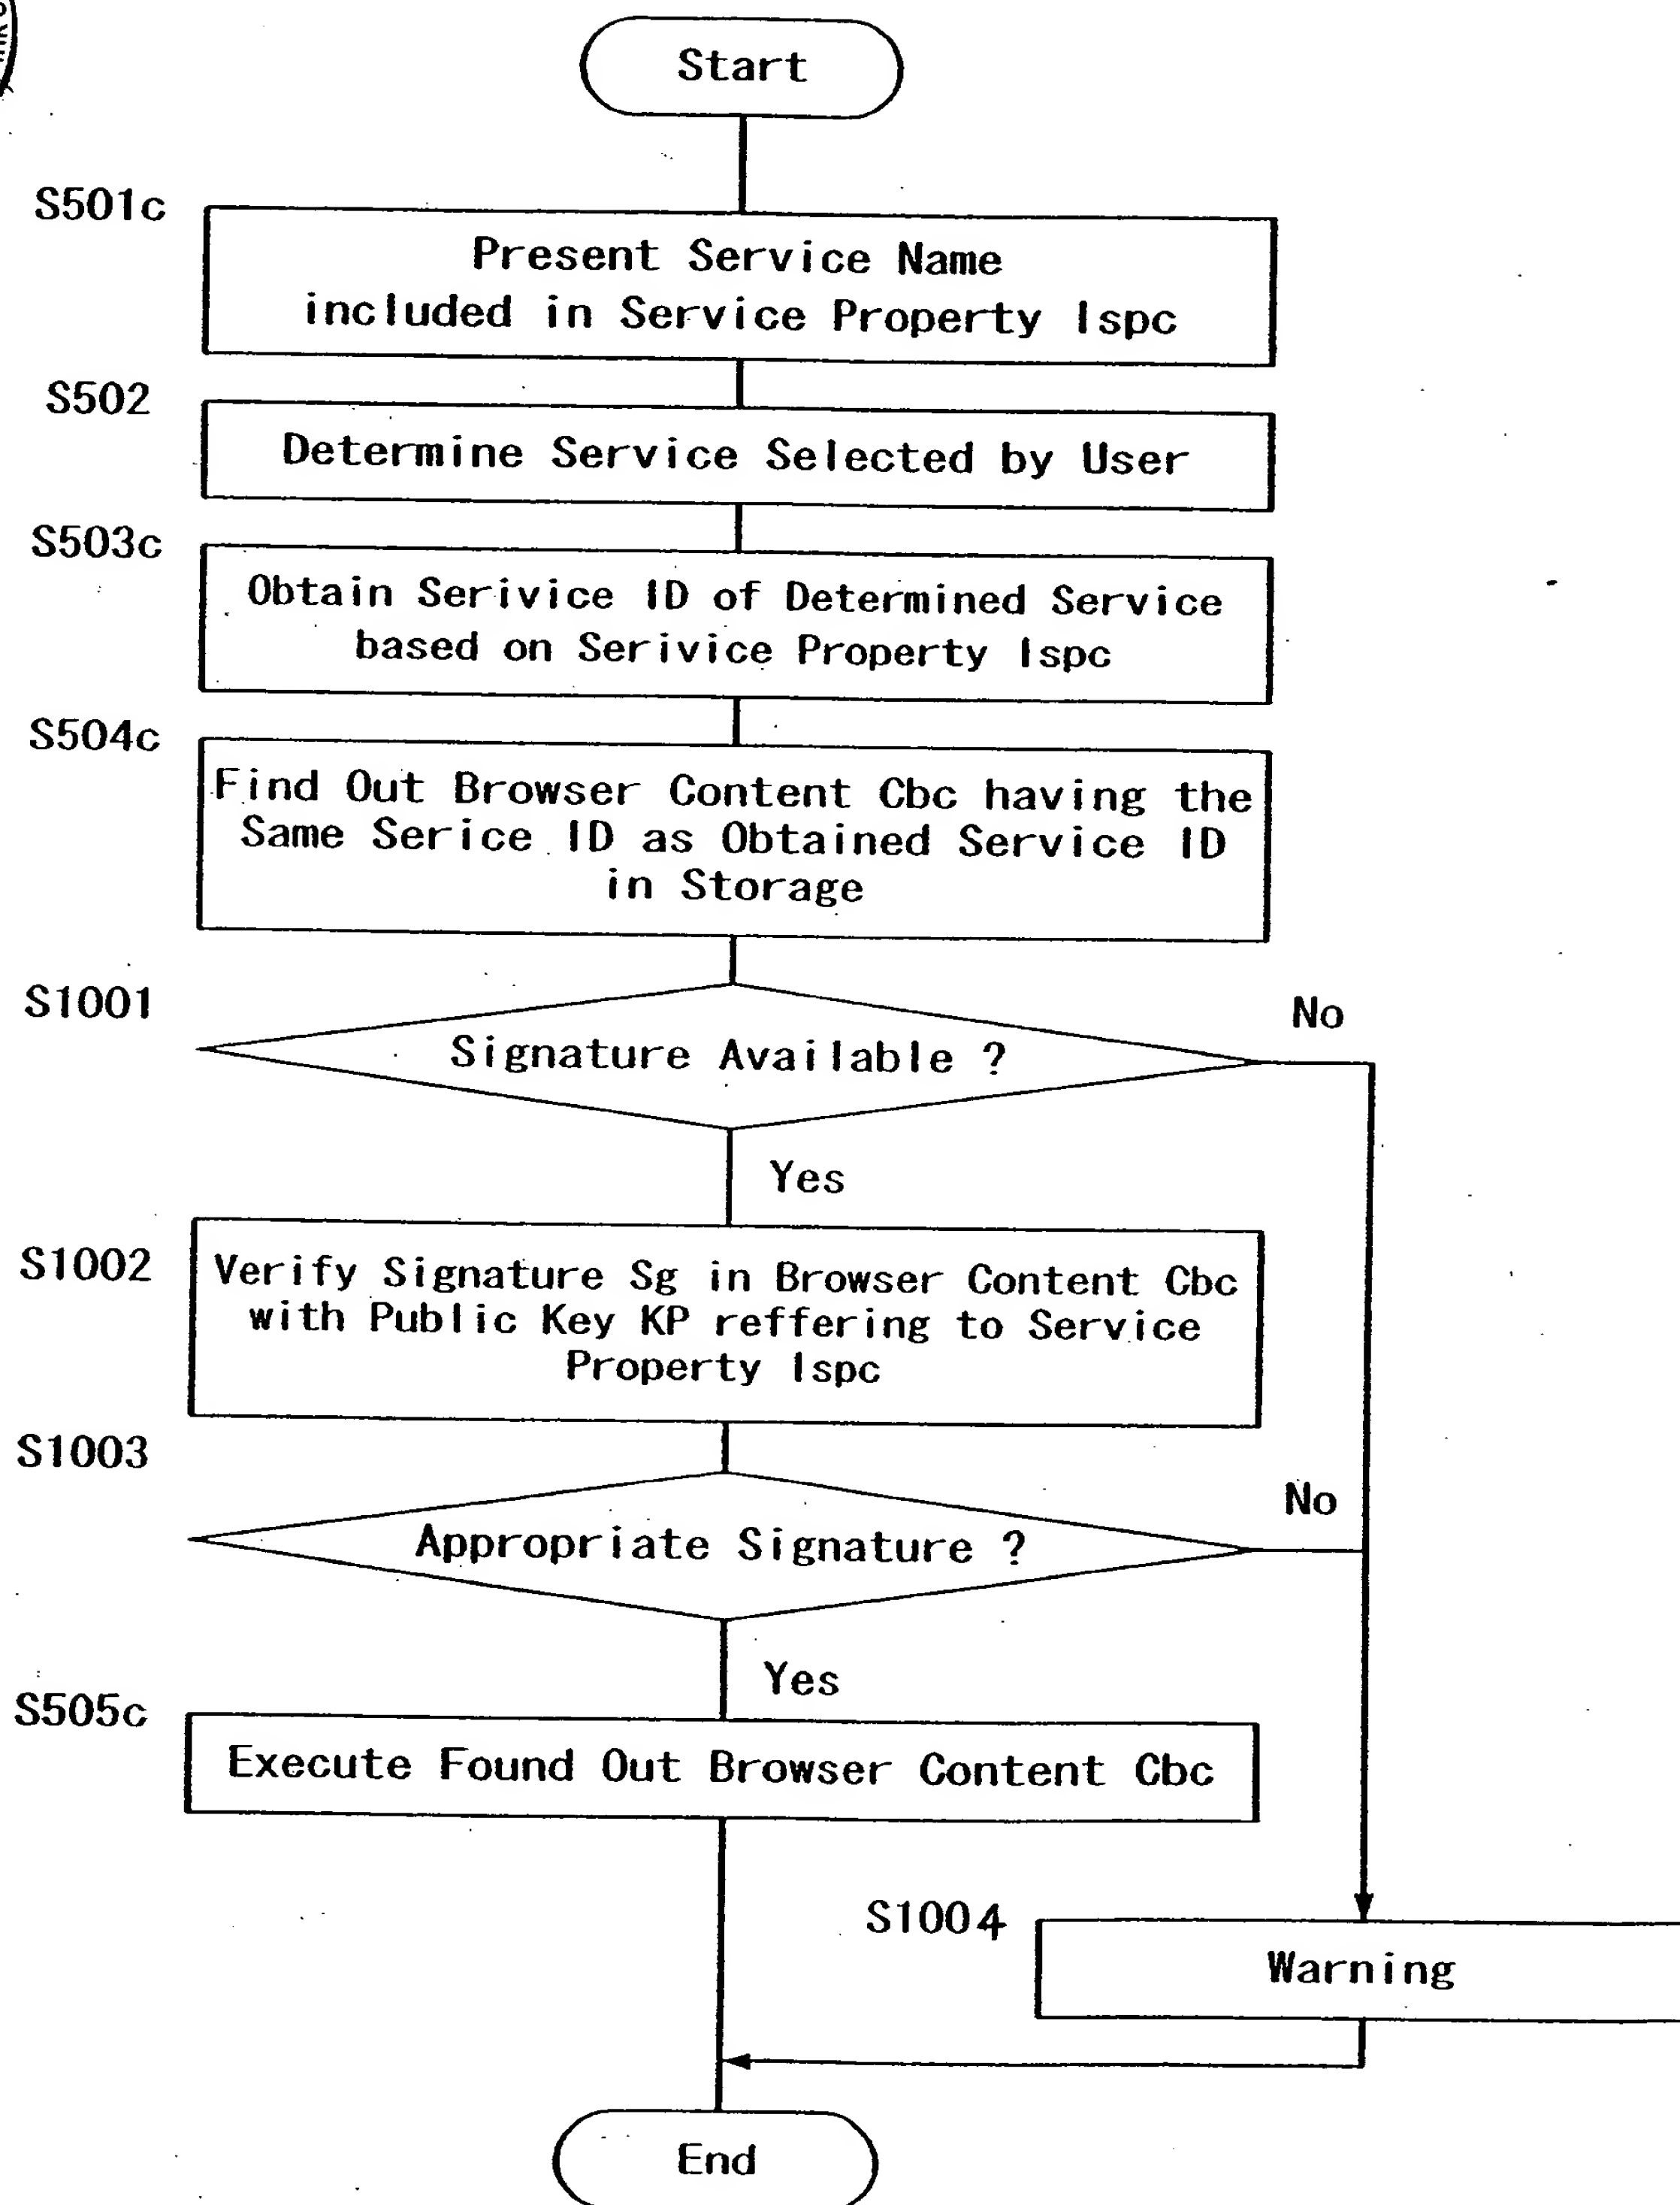 Start
S501c
Present Service Name
included in Service Property Ispc
S502
Determine Service Selected by User
S503c
Obtain Serivice ID of Determined Service
based on Serivice Property Ispc
S504c
Find Out Browser Content Cbc having the
Same Serice ID as Obtained Service ID
in Storage
S1001
Signature Available ?
No
Yes
S1002
Verify Signature Sg in Browser Content Cbc
with Public Key KP reffering to Service
Property Ispc
S1003
Appropriate Signature ?
No
Yes
S505c
Execute Found Out Browser Content Cbc
S1004
Warning
End